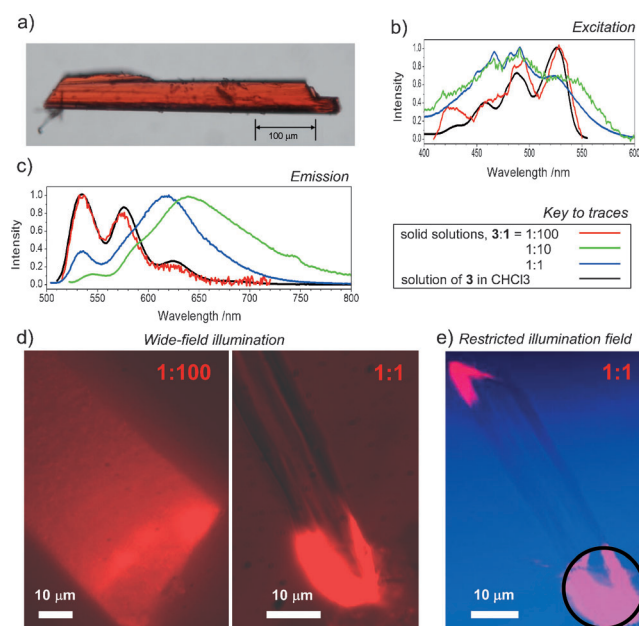 a)
100 μm
b)
Excitation
Intensity
1.0
0.8
0.6
0.4
0.2
0.0
400 450 500 550 600
Wavelength /nm
c)
Emission
Intensity
1.0
0.8
0.6
0.4
0.2
0.0
500 550 600 650 700 750 800
Wavelength /nm
Key to traces
solid solutions, 3:1 = 1:100
1:10
1:1
solution of 3 in CHCl3
d)
Wide-field illumination
1:100
10 μm
1:1
10 μm
e)
Restricted illumination field
1:1
10 μm